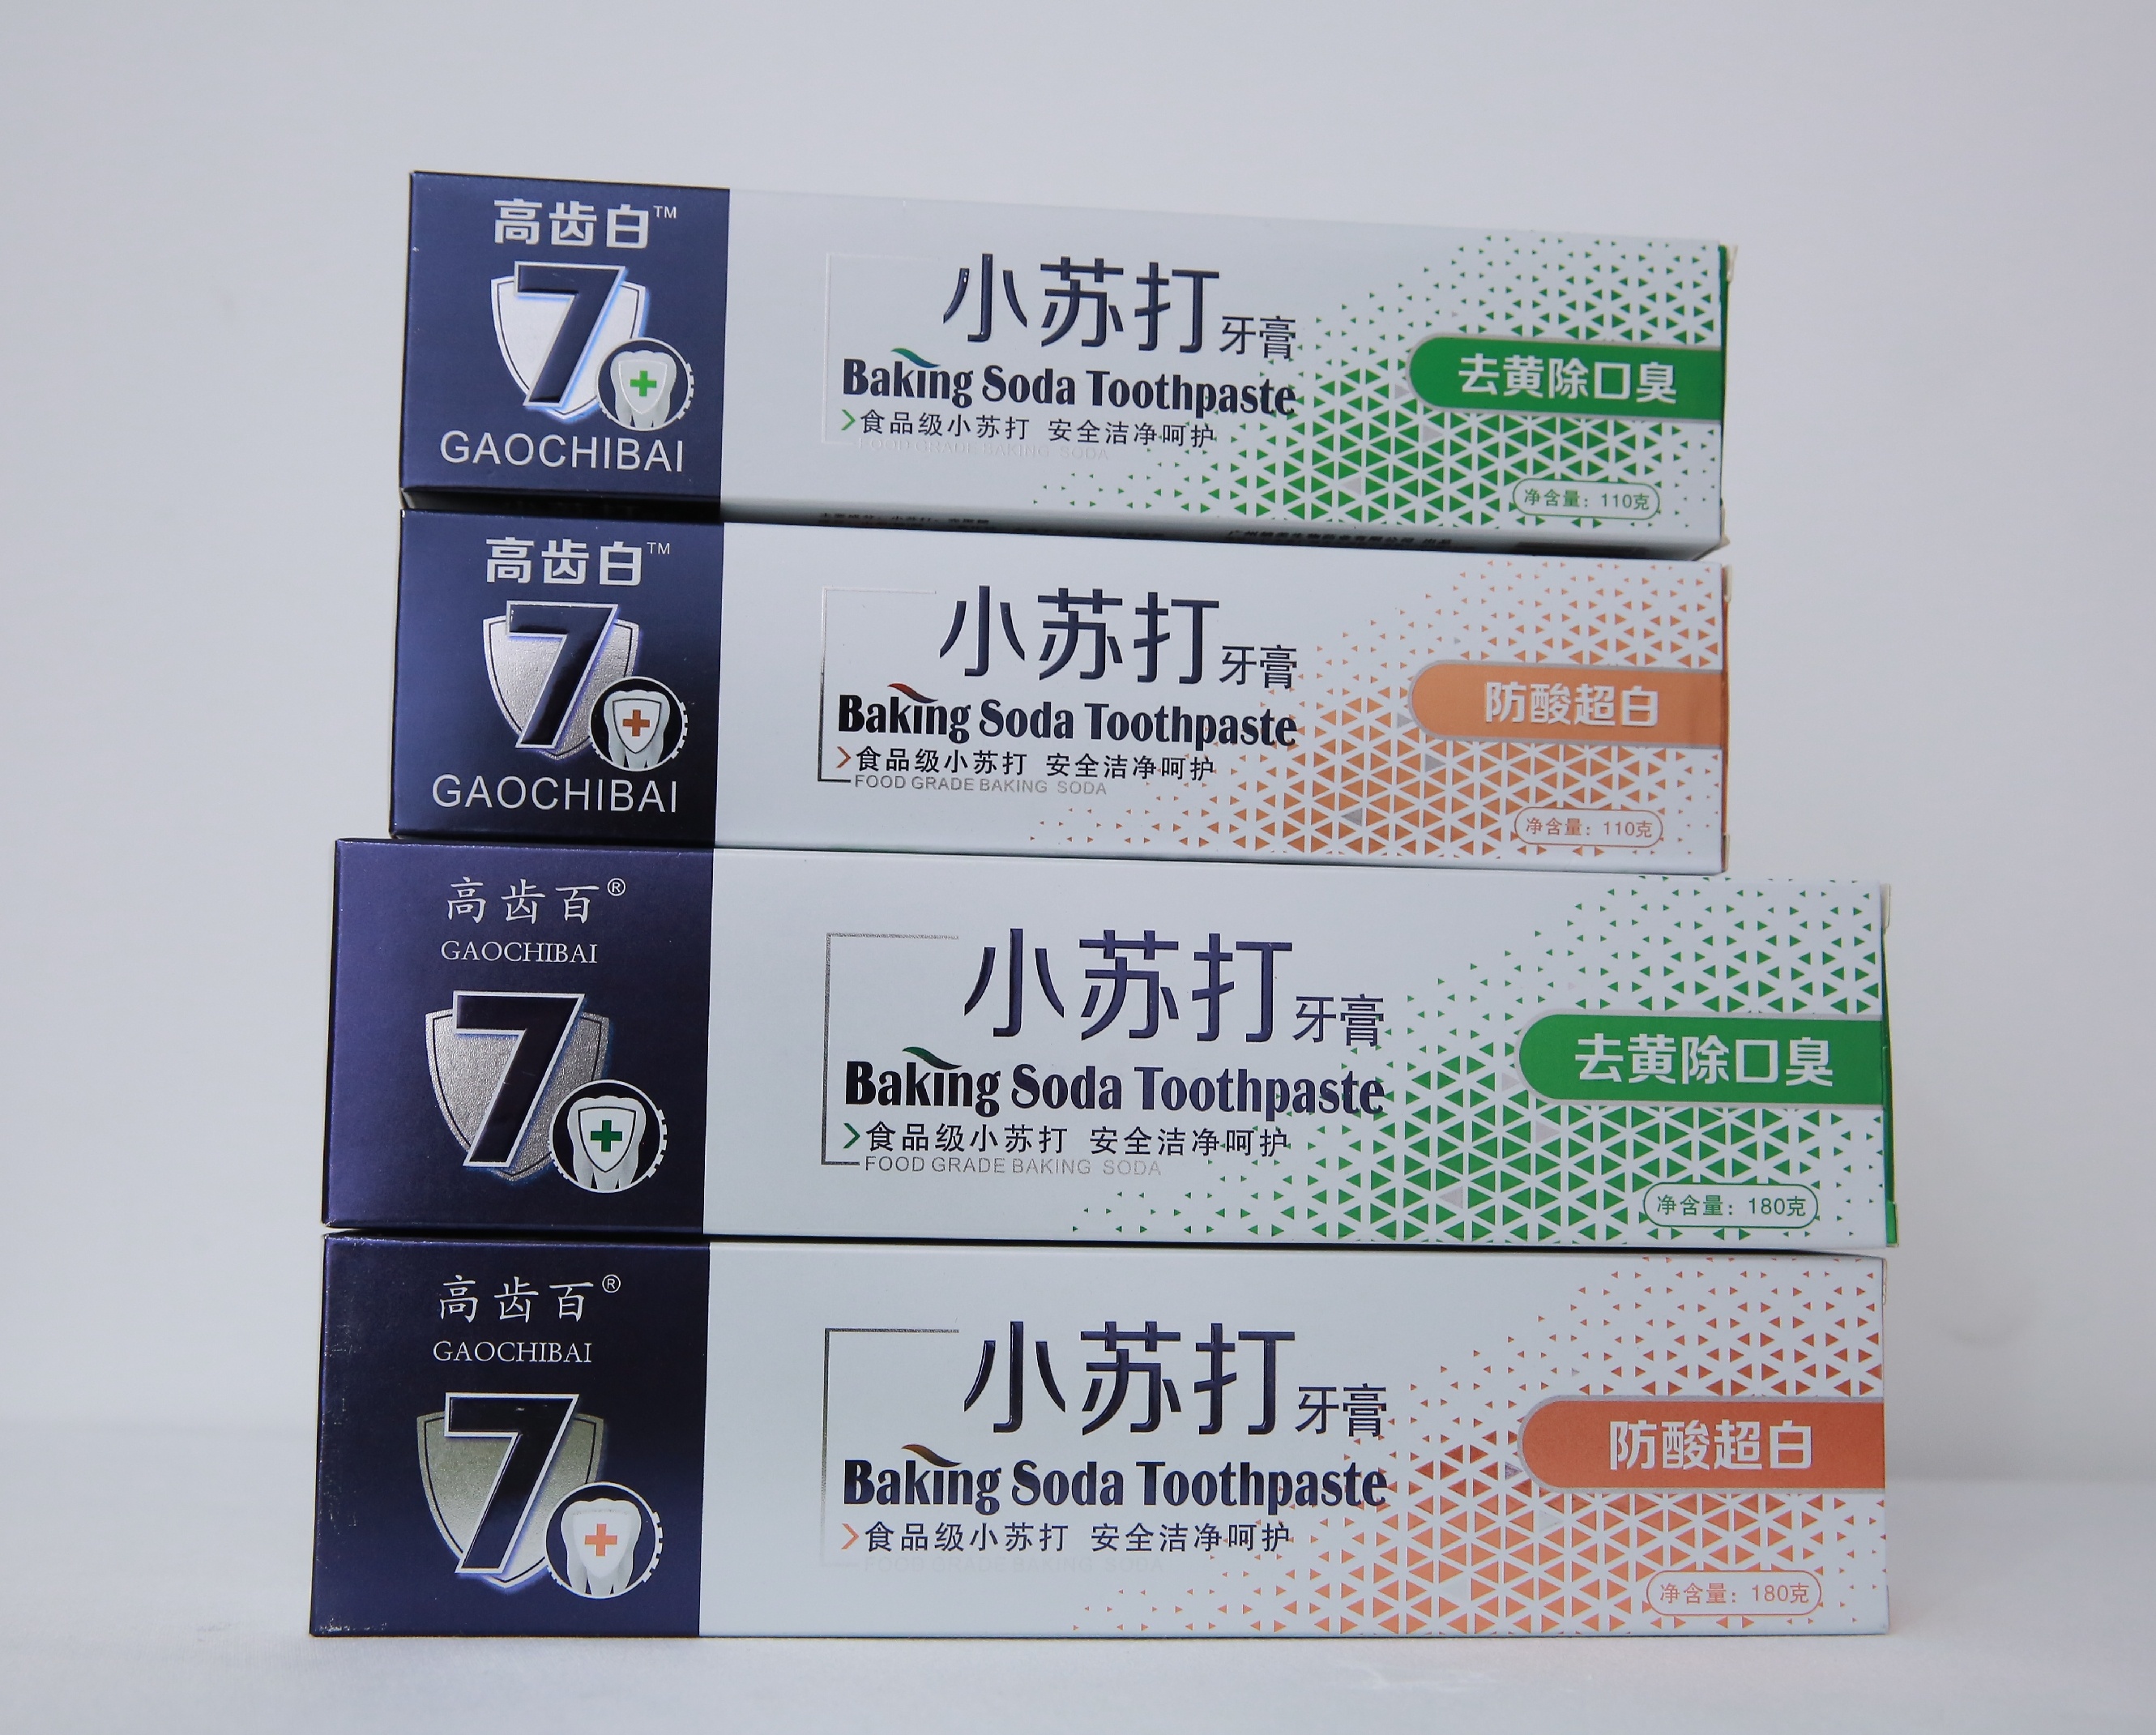 高齿白™
7
GAOCHIBAI
小苏打牙膏
Baking Soda Toothpaste
食品级小苏打 安全洁净呵护
FOOD GRADE BAKING SODA
去黄除口臭
净含量：110克
高齿白™
7
GAOCHIBAI
小苏打牙膏
Baking Soda Toothpaste
食品级小苏打 安全洁净呵护
FOOD GRADE BAKING SODA
防酸超白
净含量：110克
高齿百®
GAOCHIBAI
7
小苏打牙膏
Baking Soda Toothpaste
食品级小苏打 安全洁净呵护
FOOD GRADE BAKING SODA
去黄除口臭
净含量：180克
高齿百®
GAOCHIBAI
7
小苏打牙膏
Baking Soda Toothpaste
食品级小苏打 安全洁净呵护
FOOD GRADE BAKING SODA
防酸超白
净含量：180克